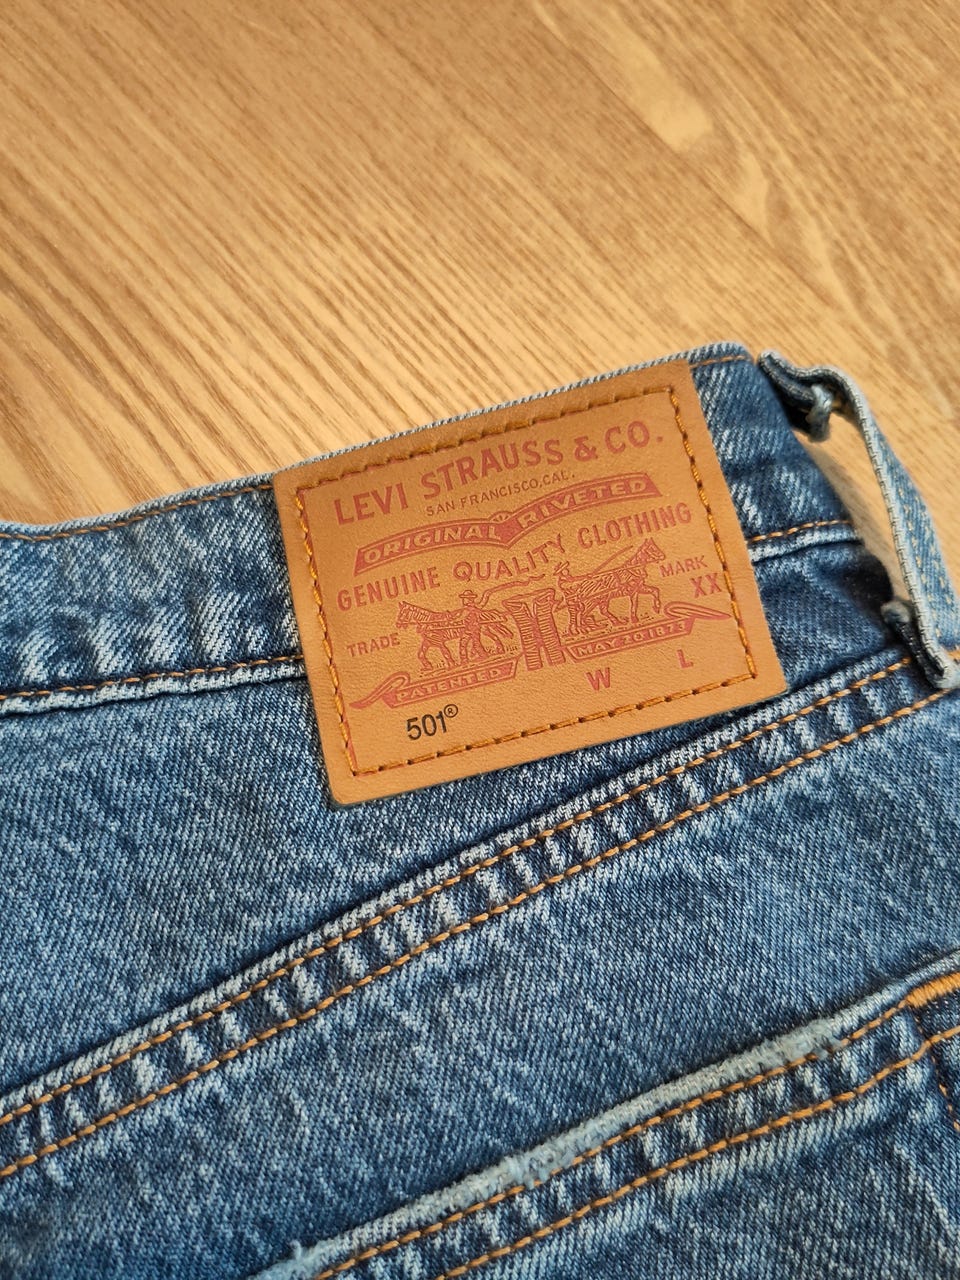 LEVI STRAUSS & CO.
SAN FRANCISCO, CAL.
ORIGINAL RIVETED
GENUINE QUALITY CLOTHING
TRADE MARK
XX
PATENTED MAY 20 1873
W L
501®